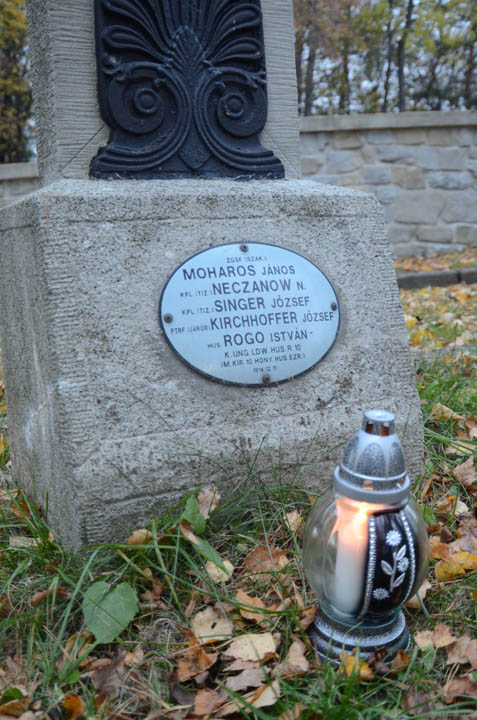 ZGSF (SZAK.)
MOHAROS JÁNOS
KPL. (TIZ.) NECZANOW N.
KPL. (TIZ.) SINGER JÓZSEF
PTRF. (JÁRŐR) KIRCHHOFFER JÓZSEF
HUS. ROGO ISTVÁN-
K. UNG. LDW. HUS. R. 10
(M. KIR. 10. HONV. HUS. EZR.)
1914. 12. 11